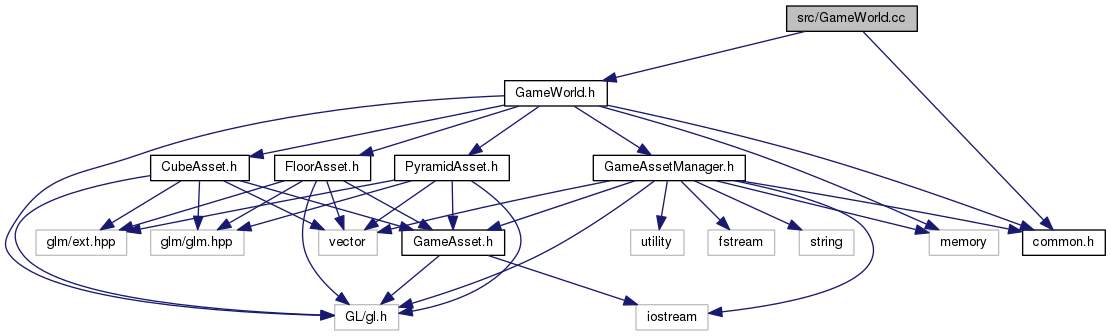 src/GameWorld.cc
GameWorld.h
CubeAsset.h
FloorAsset.h
PyramidAsset.h
GameAssetManager.h
glm/ext.hpp
glm/glm.hpp
vector
GameAsset.h
utility
fstream
string
memory
common.h
GL/gl.h
iostream